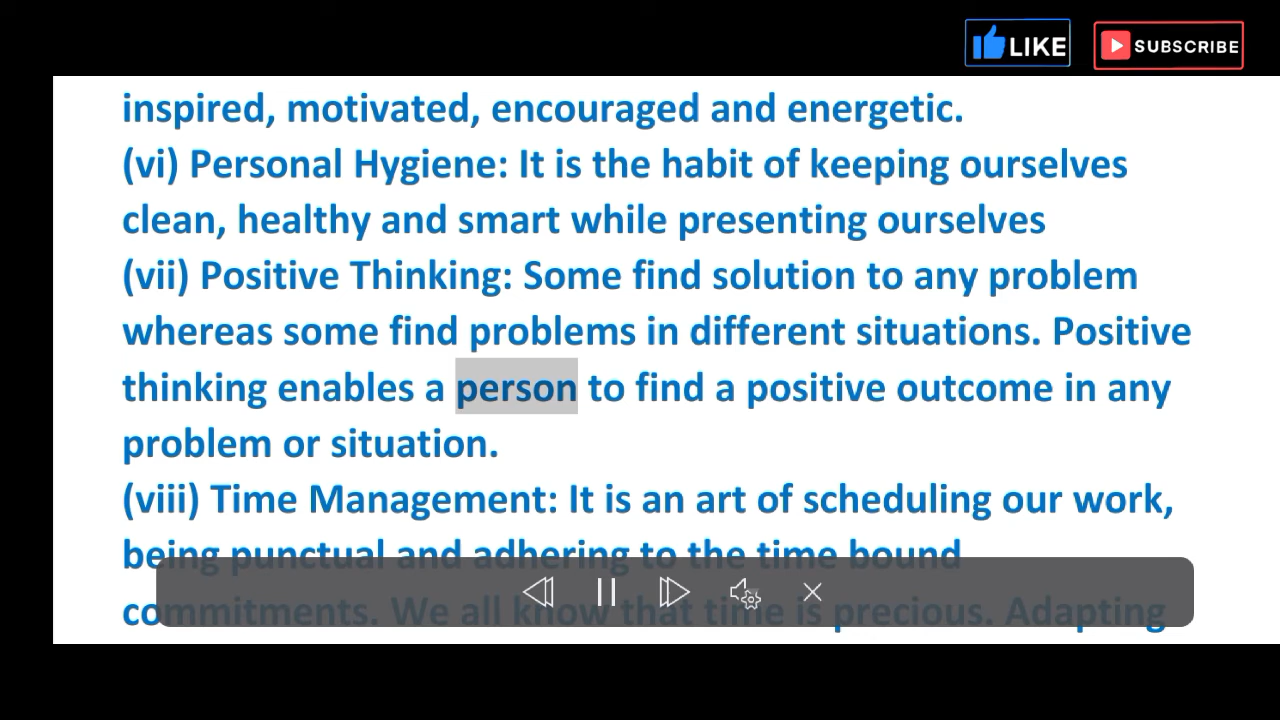 LIKE
SUBSCRIBE
inspired, motivated, encouraged and energetic.
(vi) Personal Hygiene: It is the habit of keeping ourselves
clean, healthy and smart while presenting ourselves
(vii) Positive Thinking: Some find solution to any problem
whereas some find problems in different situations. Positive
thinking enables a person to find a positive outcome in any
problem or situation.
(viii) Time Management: It is an art of scheduling our work,
being punctual and adhering to the time bound
commitments. We all know that time is precious. Adapting